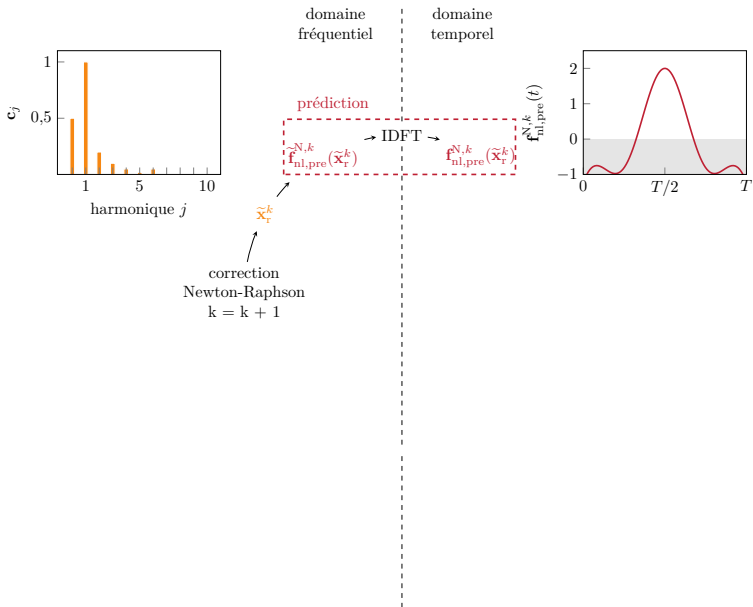 domaine
fréquentiel
domaine
temporel
1
0,5
c_j
1 5 10
harmonique j
prédiction
IDFT
f̃^{N,k}_{nl,pre}(x̃^k_r)
f^{N,k}_{nl,pre}(x̃^k_r)
2
1
0
−1
f^{N,k}_{nl,pre}(t)
0 T/2 T
x̃^k_r
correction
Newton-Raphson
k = k + 1